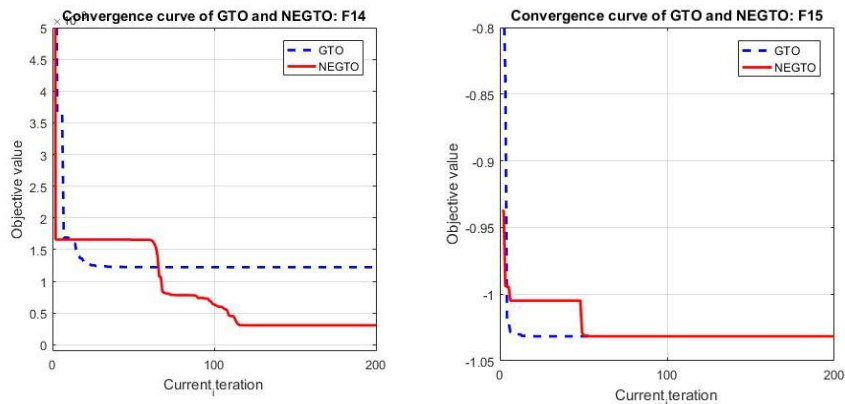 Convergence curve of GTO and NEGTO: F14
5
4.5
4
3.5
3
2.5
2
1.5
1
0.5
0
Objective value
GTO
NEGTO
0 100 200
Current,teration
Convergence curve of GTO and NEGTO: F15
-0.8
-0.85
-0.9
-0.95
-1
-1.05
Objective value
GTO
NEGTO
0 100 200
Current,teration